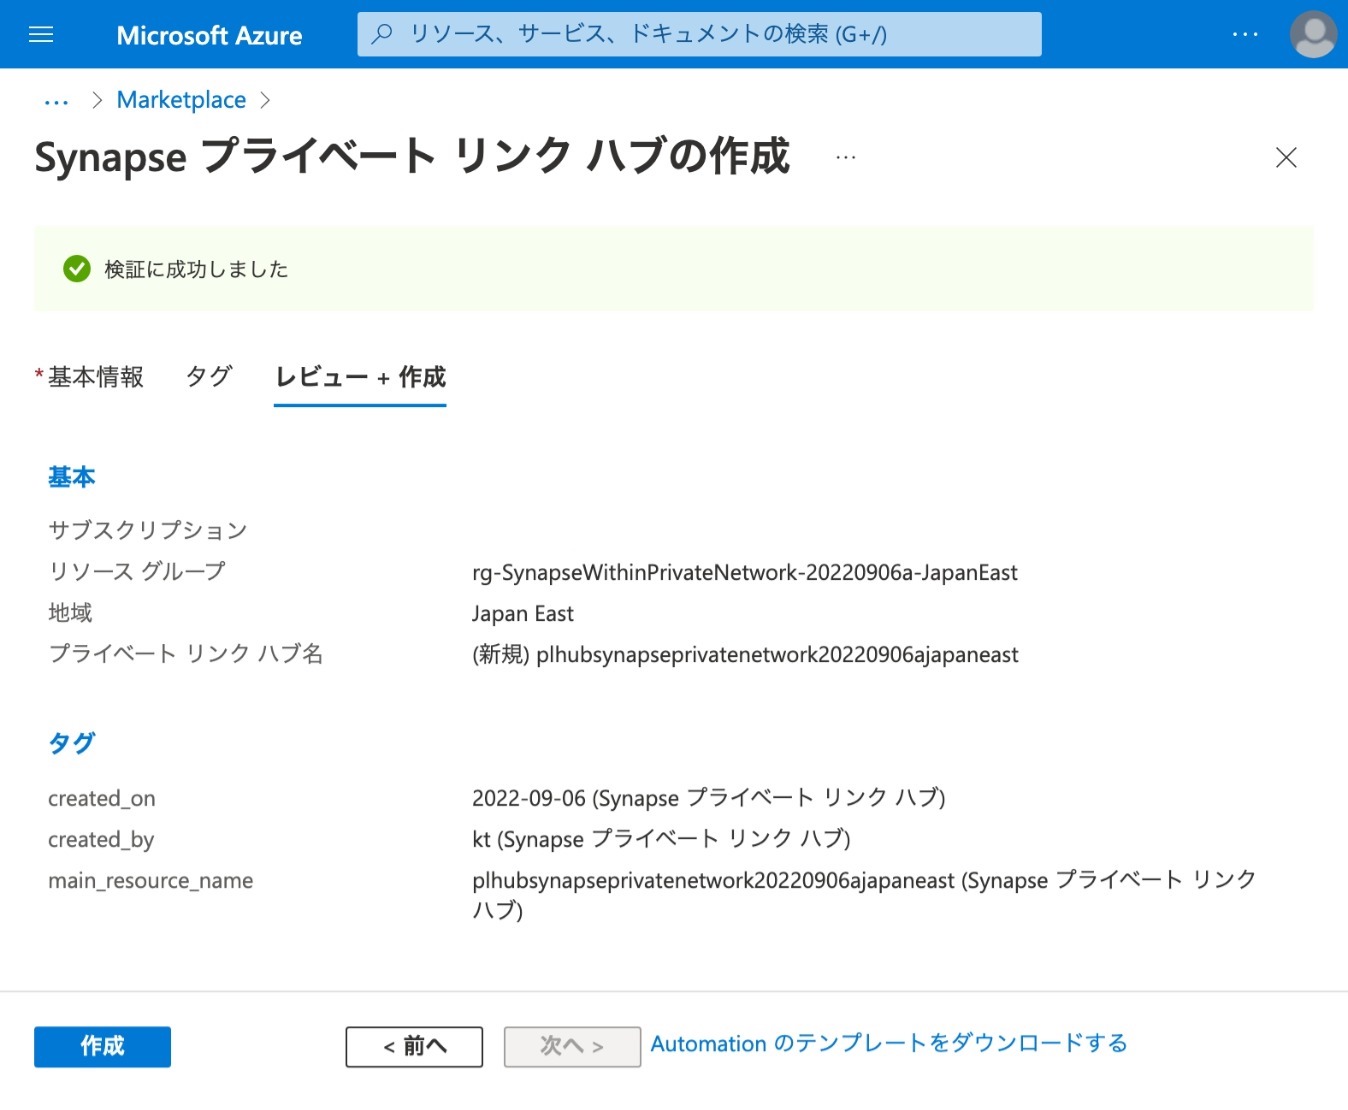 Microsoft Azure
リソース、サービス、ドキュメントの検索 (G+/)
...
... > Marketplace >
Synapse プライベート リンク ハブの作成 ...
検証に成功しました
*基本情報 タグ レビュー + 作成
基本
サブスクリプション
リソース グループ rg-SynapseWithinPrivateNetwork-20220906a-JapanEast
地域 Japan East
プライベート リンク ハブ名 (新規) plhubsynapseprivatenetwork20220906ajapaneast
タグ
created_on 2022-09-06 (Synapse プライベート リンク ハブ)
created_by kt (Synapse プライベート リンク ハブ)
main_resource_name plhubsynapseprivatenetwork20220906ajapaneast (Synapse プライベート リンク
ハブ)
作成 < 前へ 次へ > Automation のテンプレートをダウンロードする